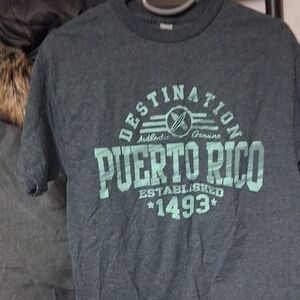 DESTINATION
Authentic Genuine
PUERTO RICO
ESTABLISHED
*1493*